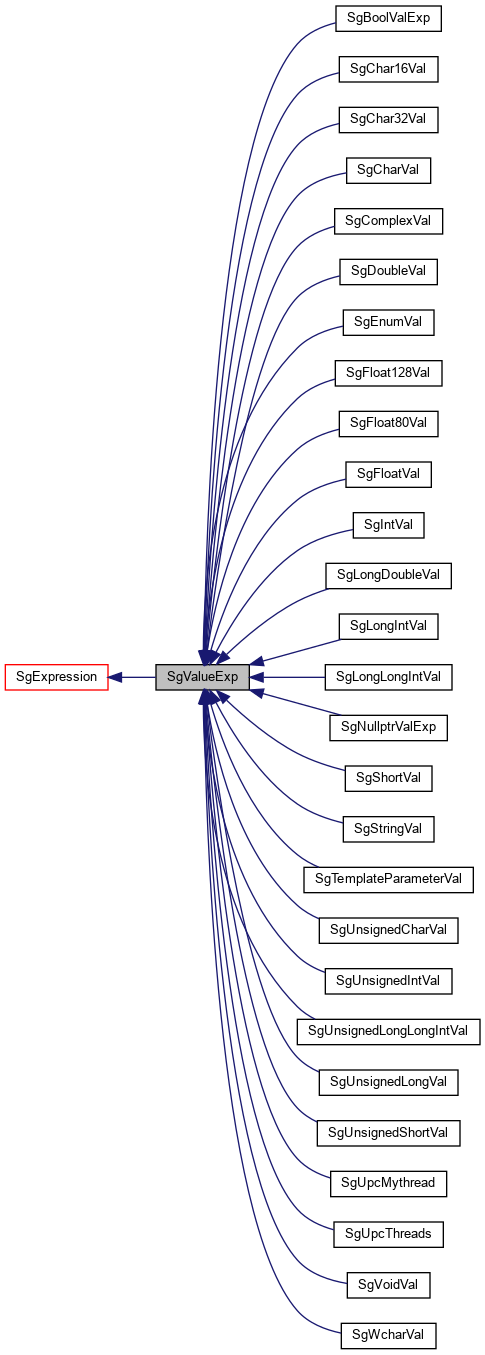 SgBoolValExp
SgChar16Val
SgChar32Val
SgCharVal
SgComplexVal
SgDoubleVal
SgEnumVal
SgFloat128Val
SgFloat80Val
SgFloatVal
SgIntVal
SgLongDoubleVal
SgLongIntVal
SgExpression
SgValueExp
SgLongLongIntVal
SgNullptrValExp
SgShortVal
SgStringVal
SgTemplateParameterVal
SgUnsignedCharVal
SgUnsignedIntVal
SgUnsignedLongLongIntVal
SgUnsignedLongVal
SgUnsignedShortVal
SgUpcMythread
SgUpcThreads
SgVoidVal
SgWcharVal